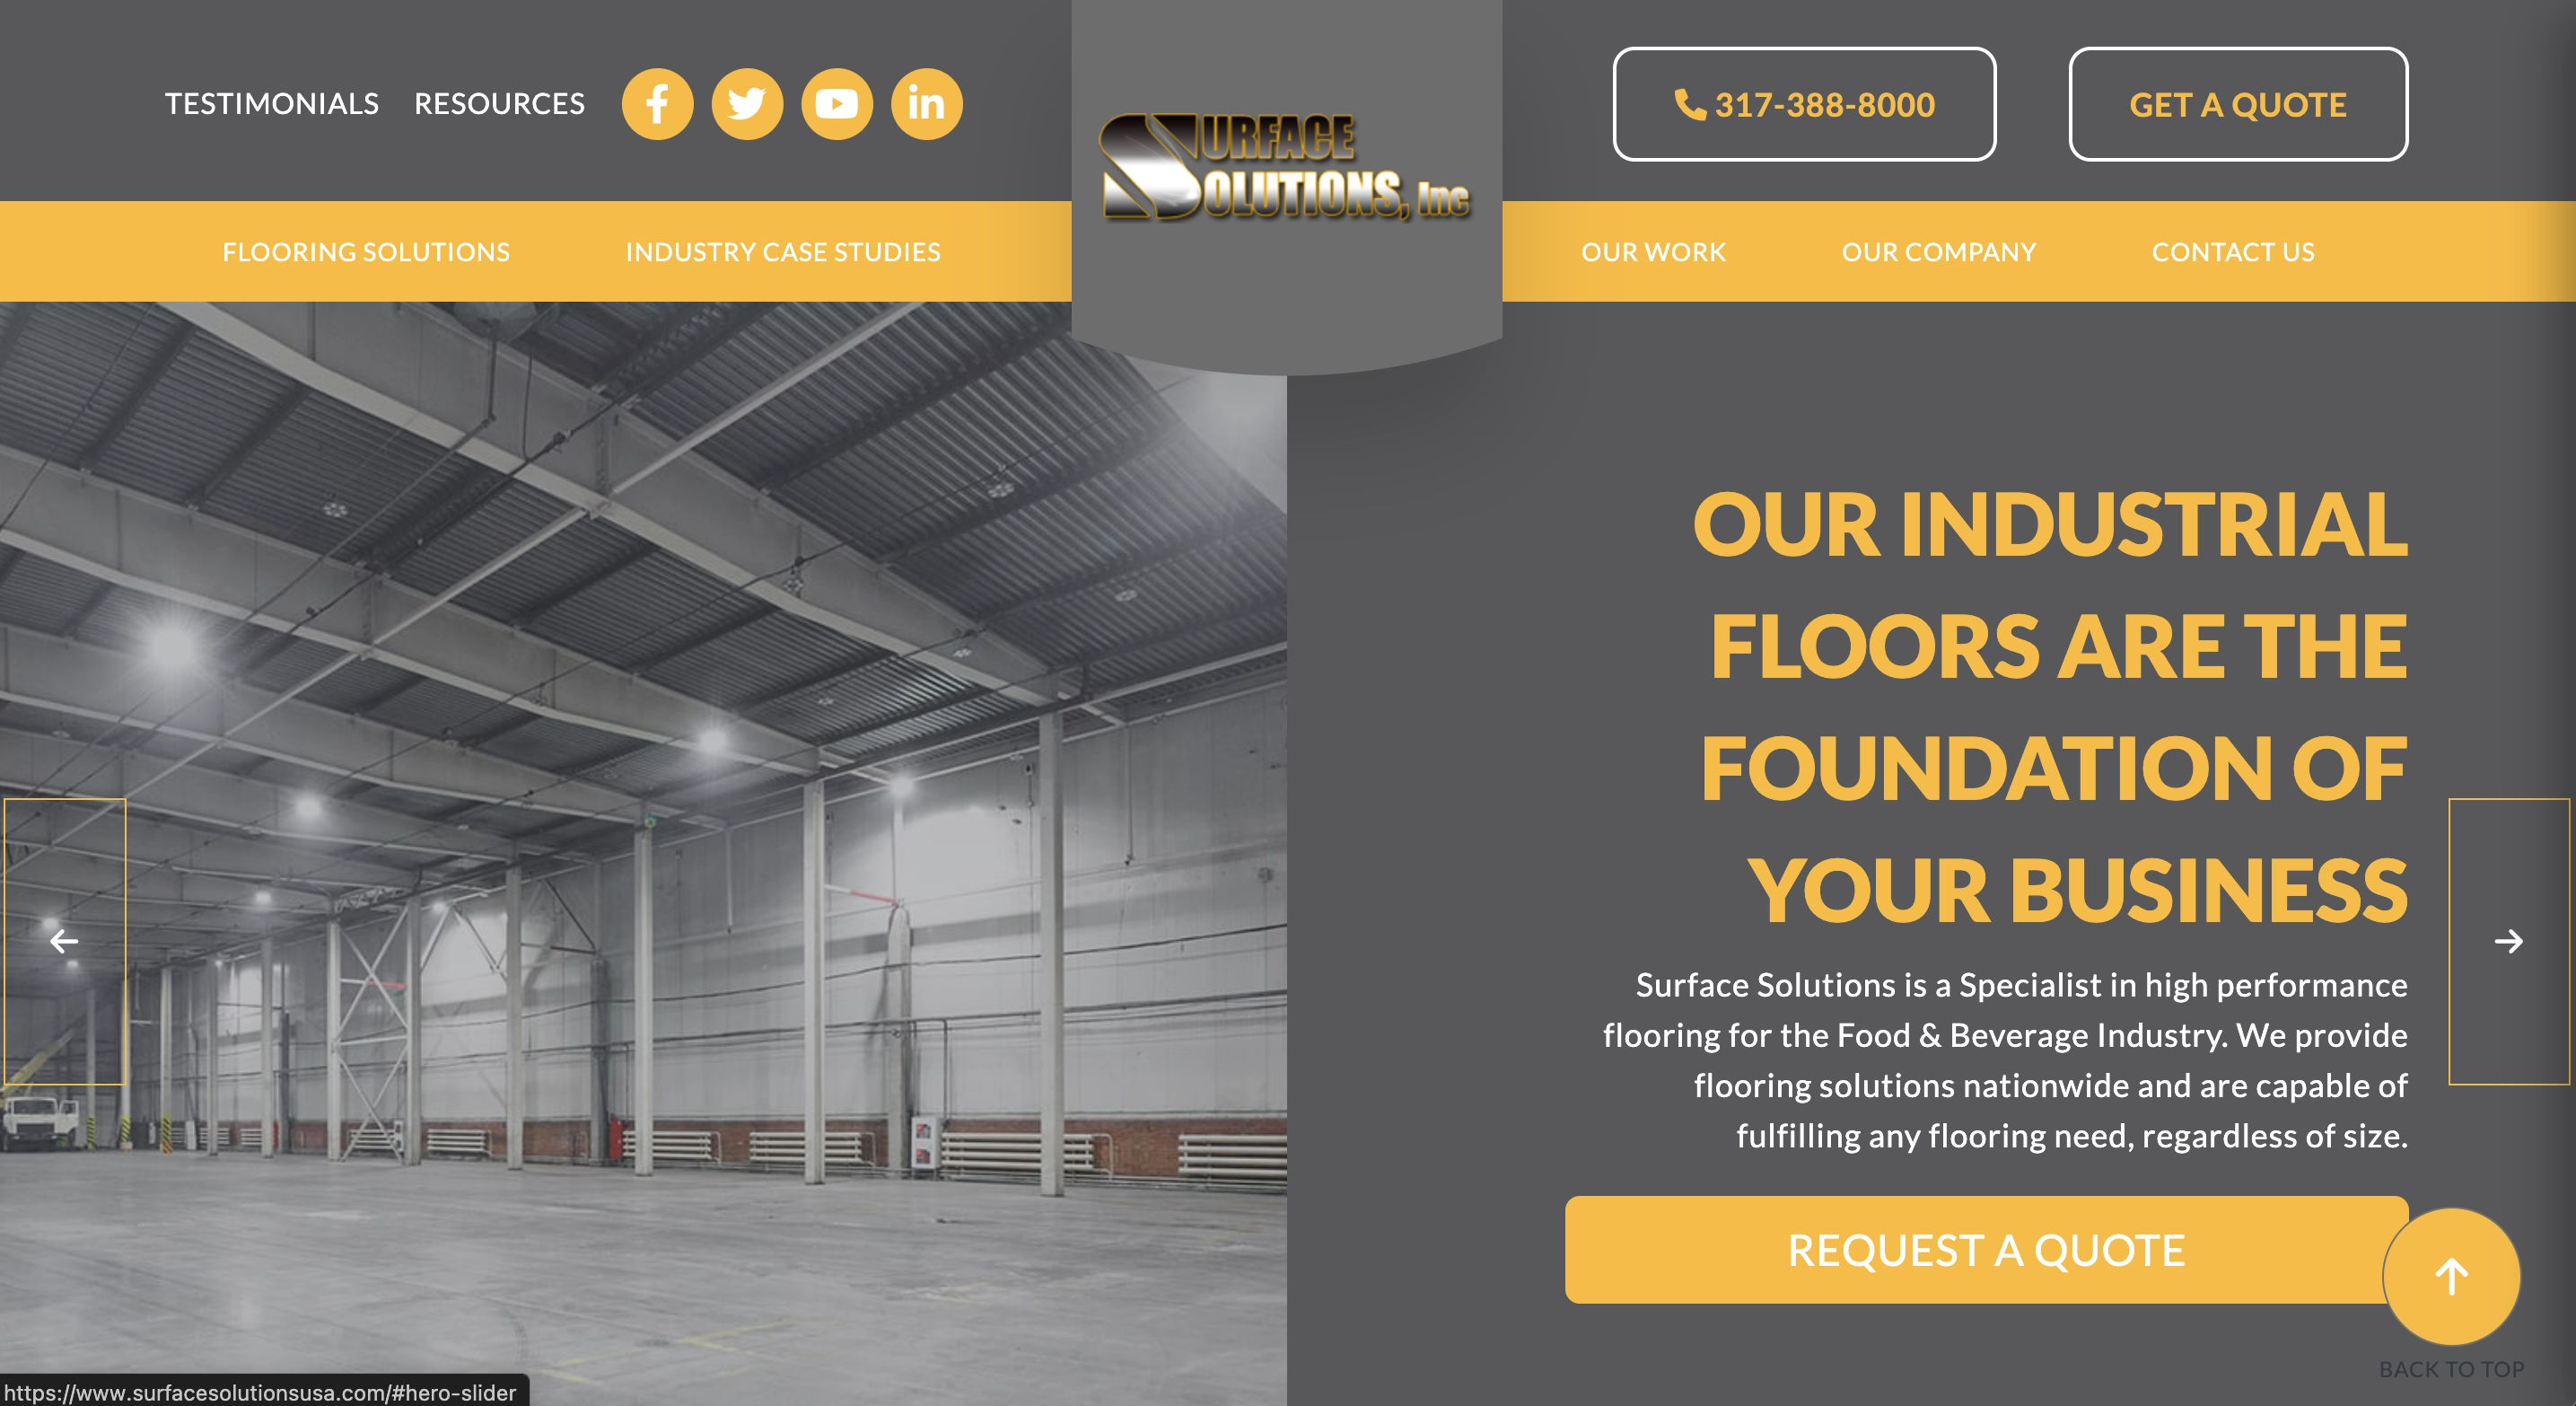 TESTIMONIALS RESOURCES
SURFACE
SOLUTIONS, Inc
317-388-8000
GET A QUOTE
FLOORING SOLUTIONS INDUSTRY CASE STUDIES
OUR WORK OUR COMPANY CONTACT US
OUR INDUSTRIAL
FLOORS ARE THE
FOUNDATION OF
YOUR BUSINESS
Surface Solutions is a Specialist in high performance
flooring for the Food & Beverage Industry. We provide
flooring solutions nationwide and are capable of
fulfilling any flooring need, regardless of size.
REQUEST A QUOTE
BACK TO TOP
https://www.surfacesolutionsusa.com/#hero-slider